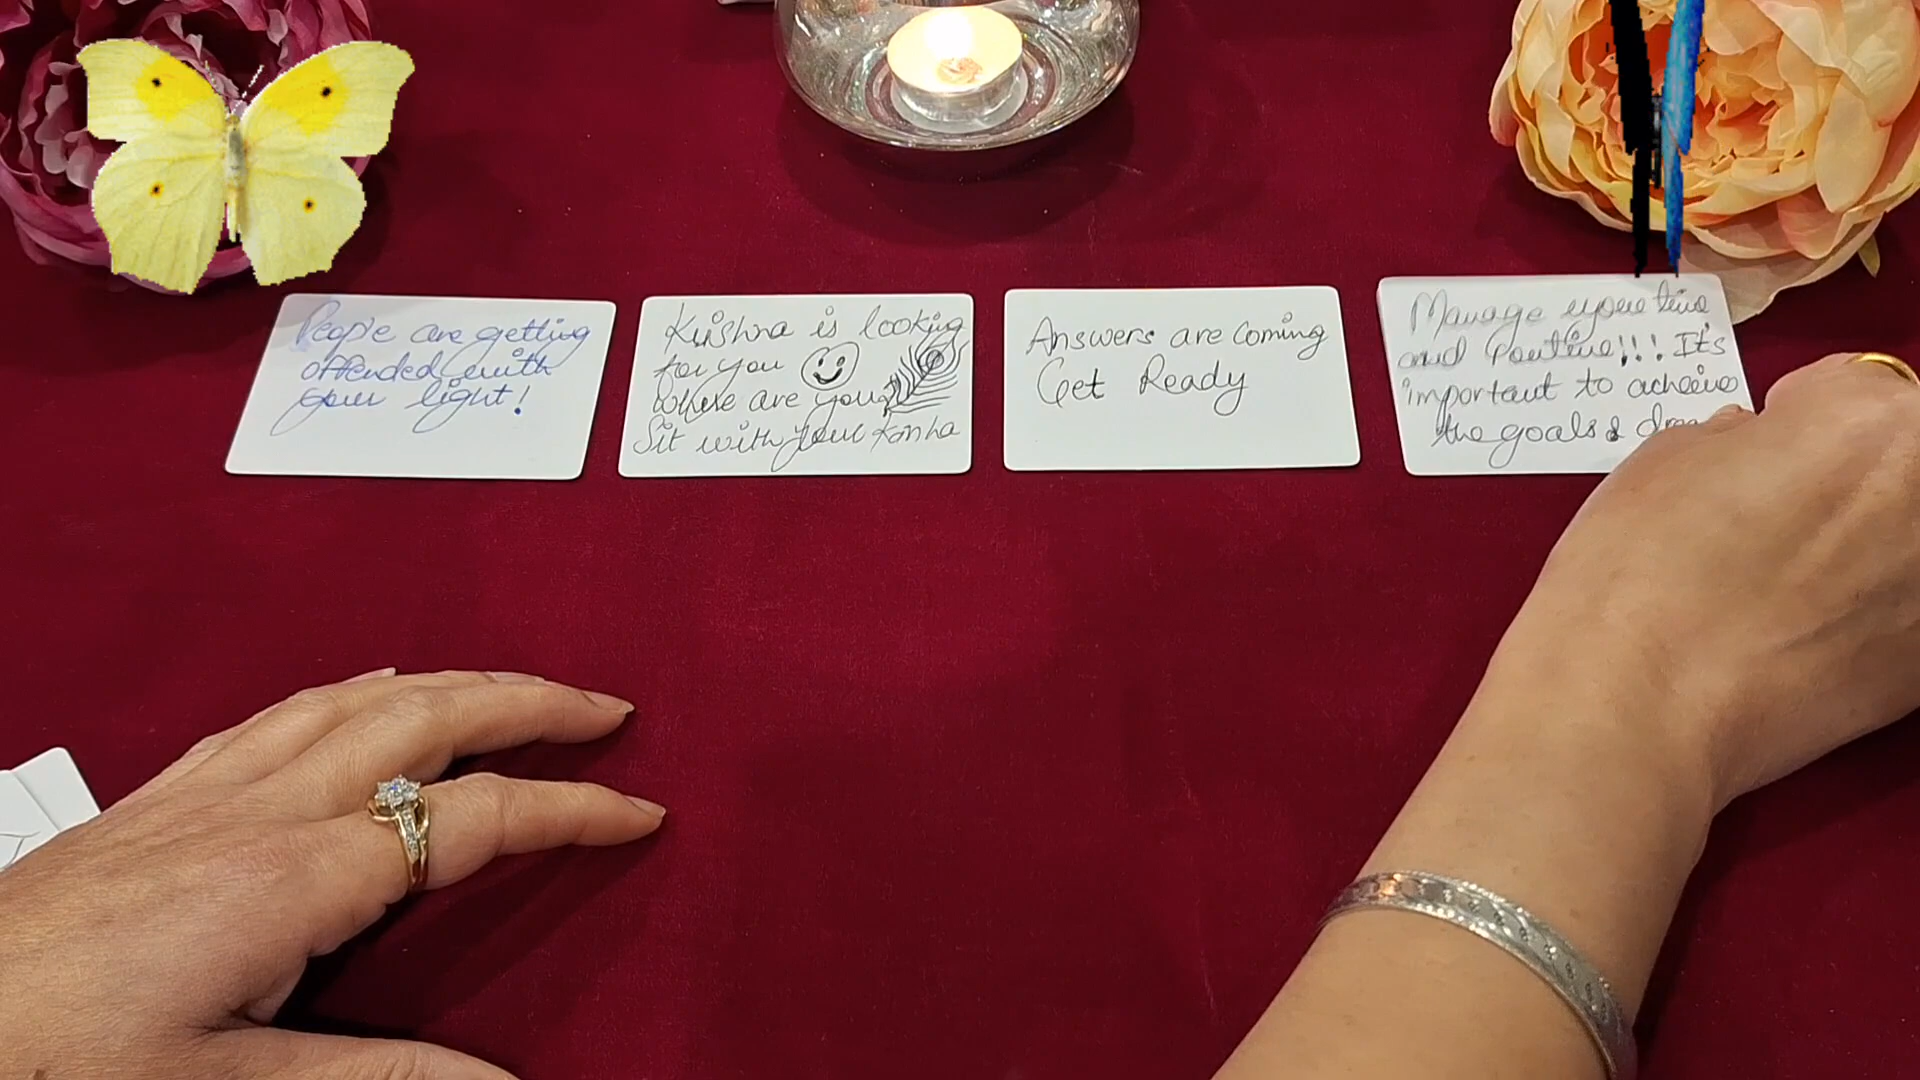 People are getting
offended with
your light!
Krishna is looking
for you
Where are you?
Sit with your Kanha
Answers are coming
Get Ready
Manage your time
and Routine!!! It's
important to acheive
the goals &